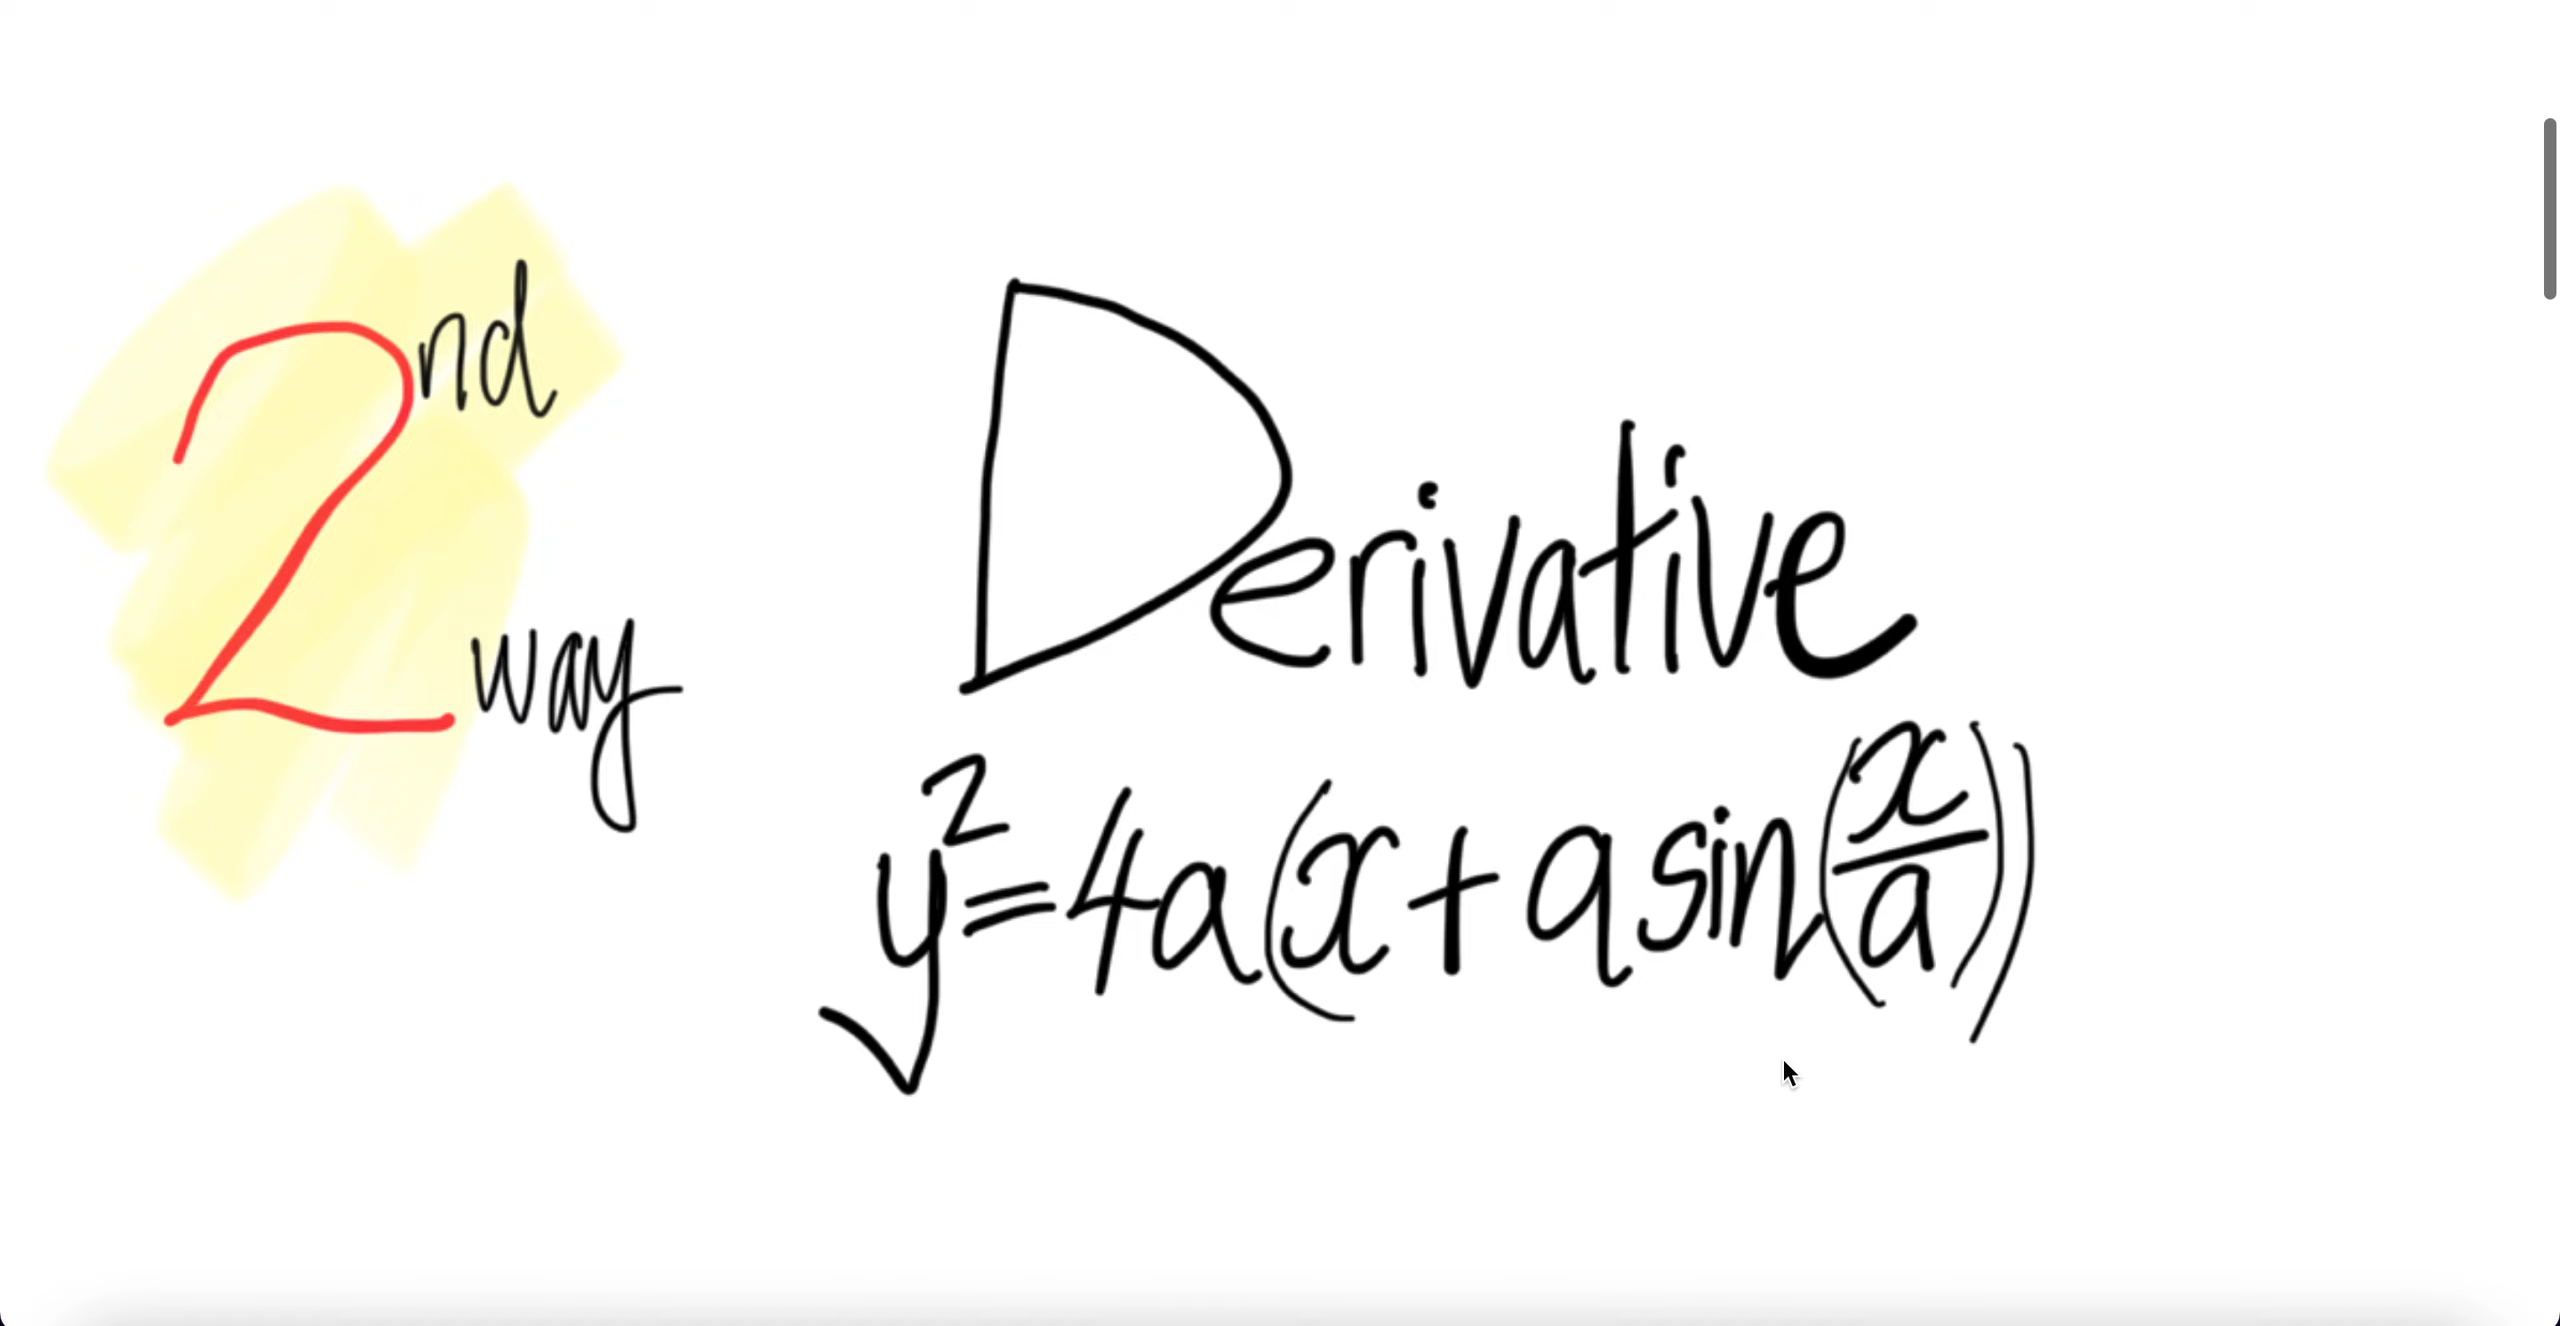 2nd
way
Derivative
y²=4a(x+a sin(x/a))